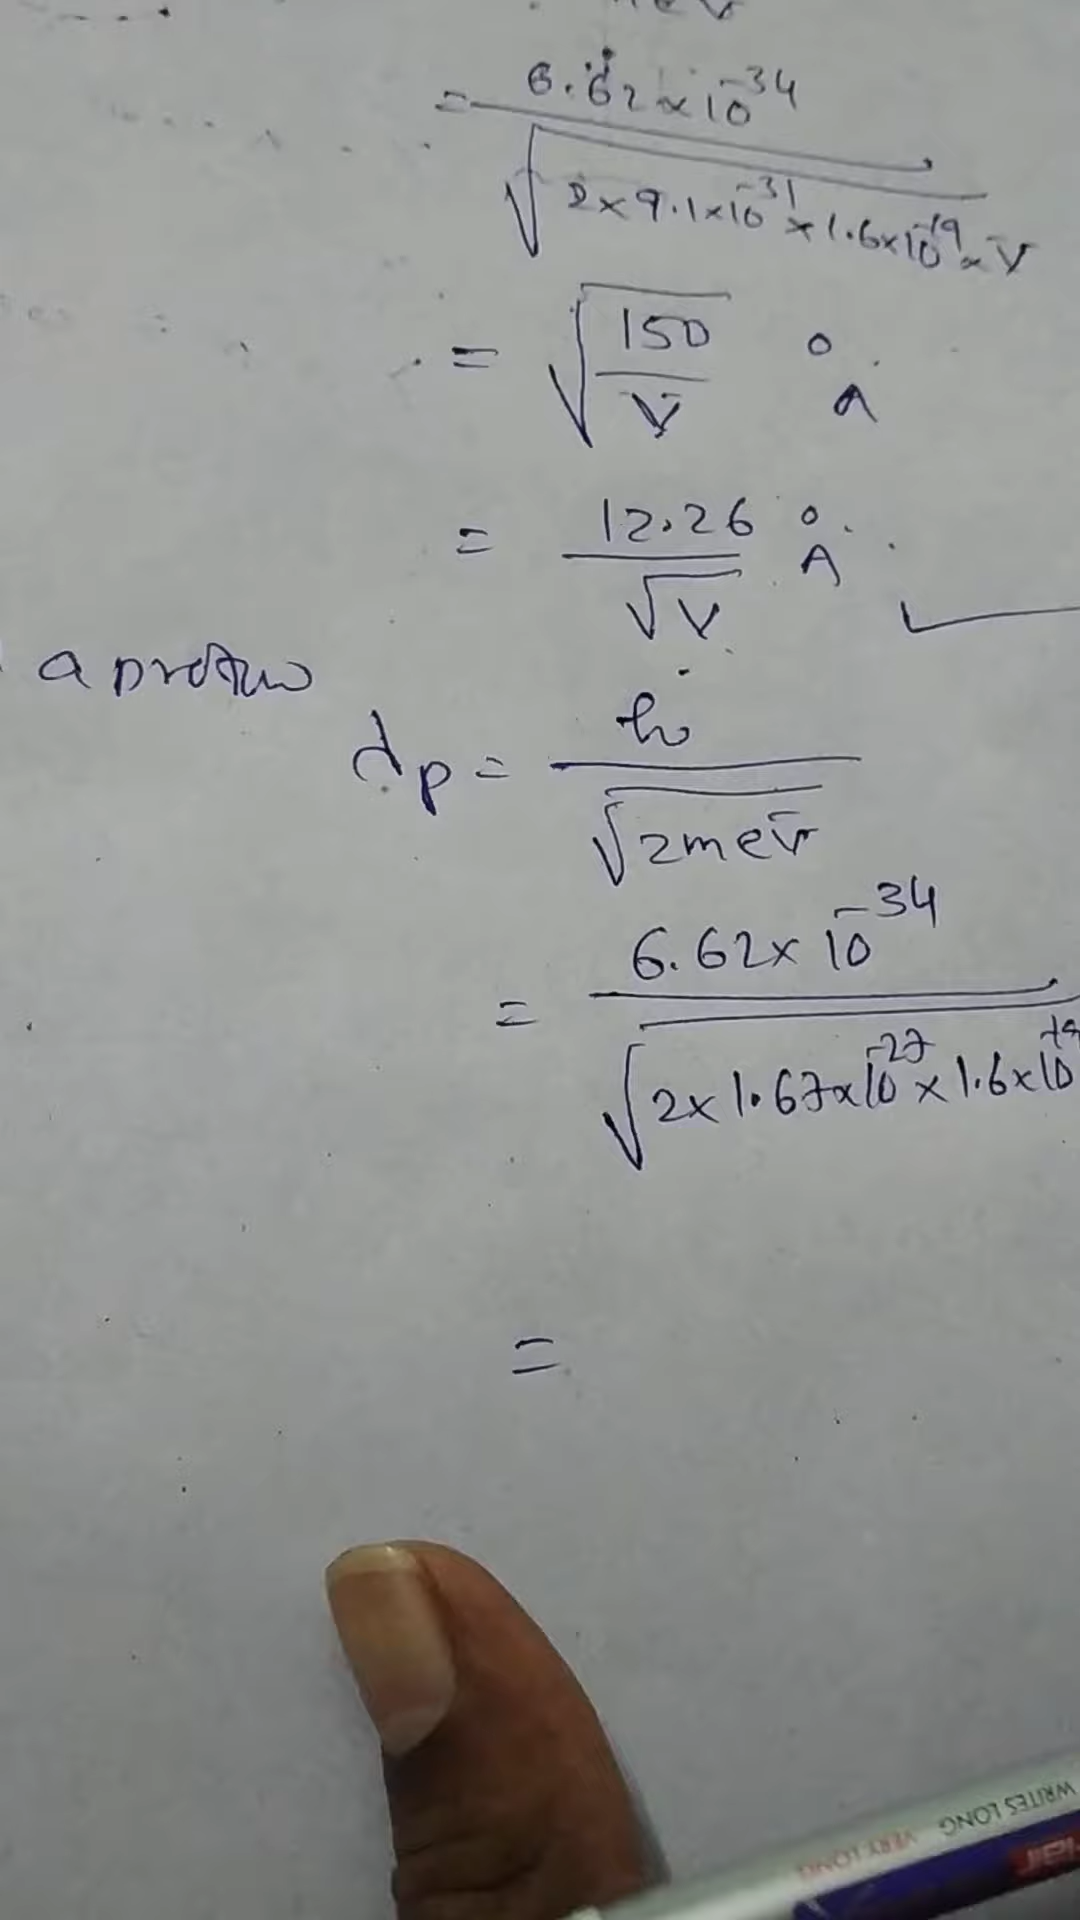 = 6.62 × 10^-34
√2 × 9.1 × 10^-31 × 1.6 × 10^-19 × V
= √150/V Å
= 12.26/√V Å
a proton
λp = h/√2meV
= 6.62 × 10^-34
√2 × 1.67 × 10^-27 × 1.6 × 10^-19
=
WRITES LONG
VERY LONG